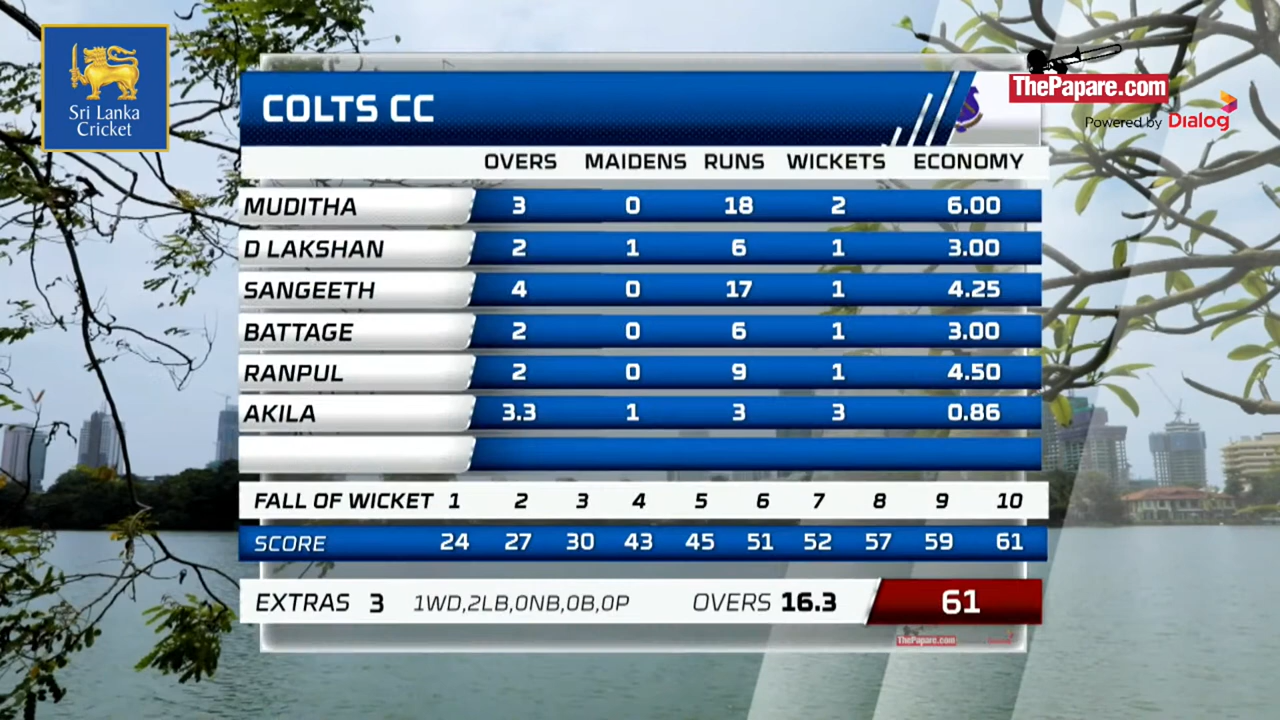 Sri Lanka
Cricket
ThePapare.com
Powered by Dialog
COLTS CC
OVERS MAIDENS RUNS WICKETS ECONOMY
MUDITHA 3 0 18 2 6.00
D LAKSHAN 2 1 6 1 3.00
SANGEETH 4 0 17 1 4.25
BATTAGE 2 0 6 1 3.00
RANPUL 2 0 9 1 4.50
AKILA 3.3 1 3 3 0.86
FALL OF WICKET 1 2 3 4 5 6 7 8 9 10
SCORE 24 27 30 43 45 51 52 57 59 61
EXTRAS 3 1WD,2LB,0NB,0B,0P OVERS 16.3 61
ThePapare.com